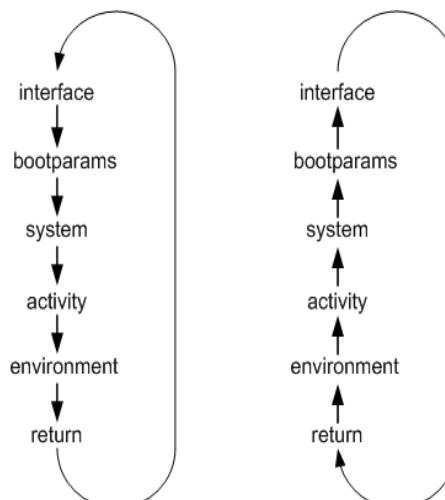 interface
bootparams
system
activity
environment
return
interface
bootparams
system
activity
environment
return